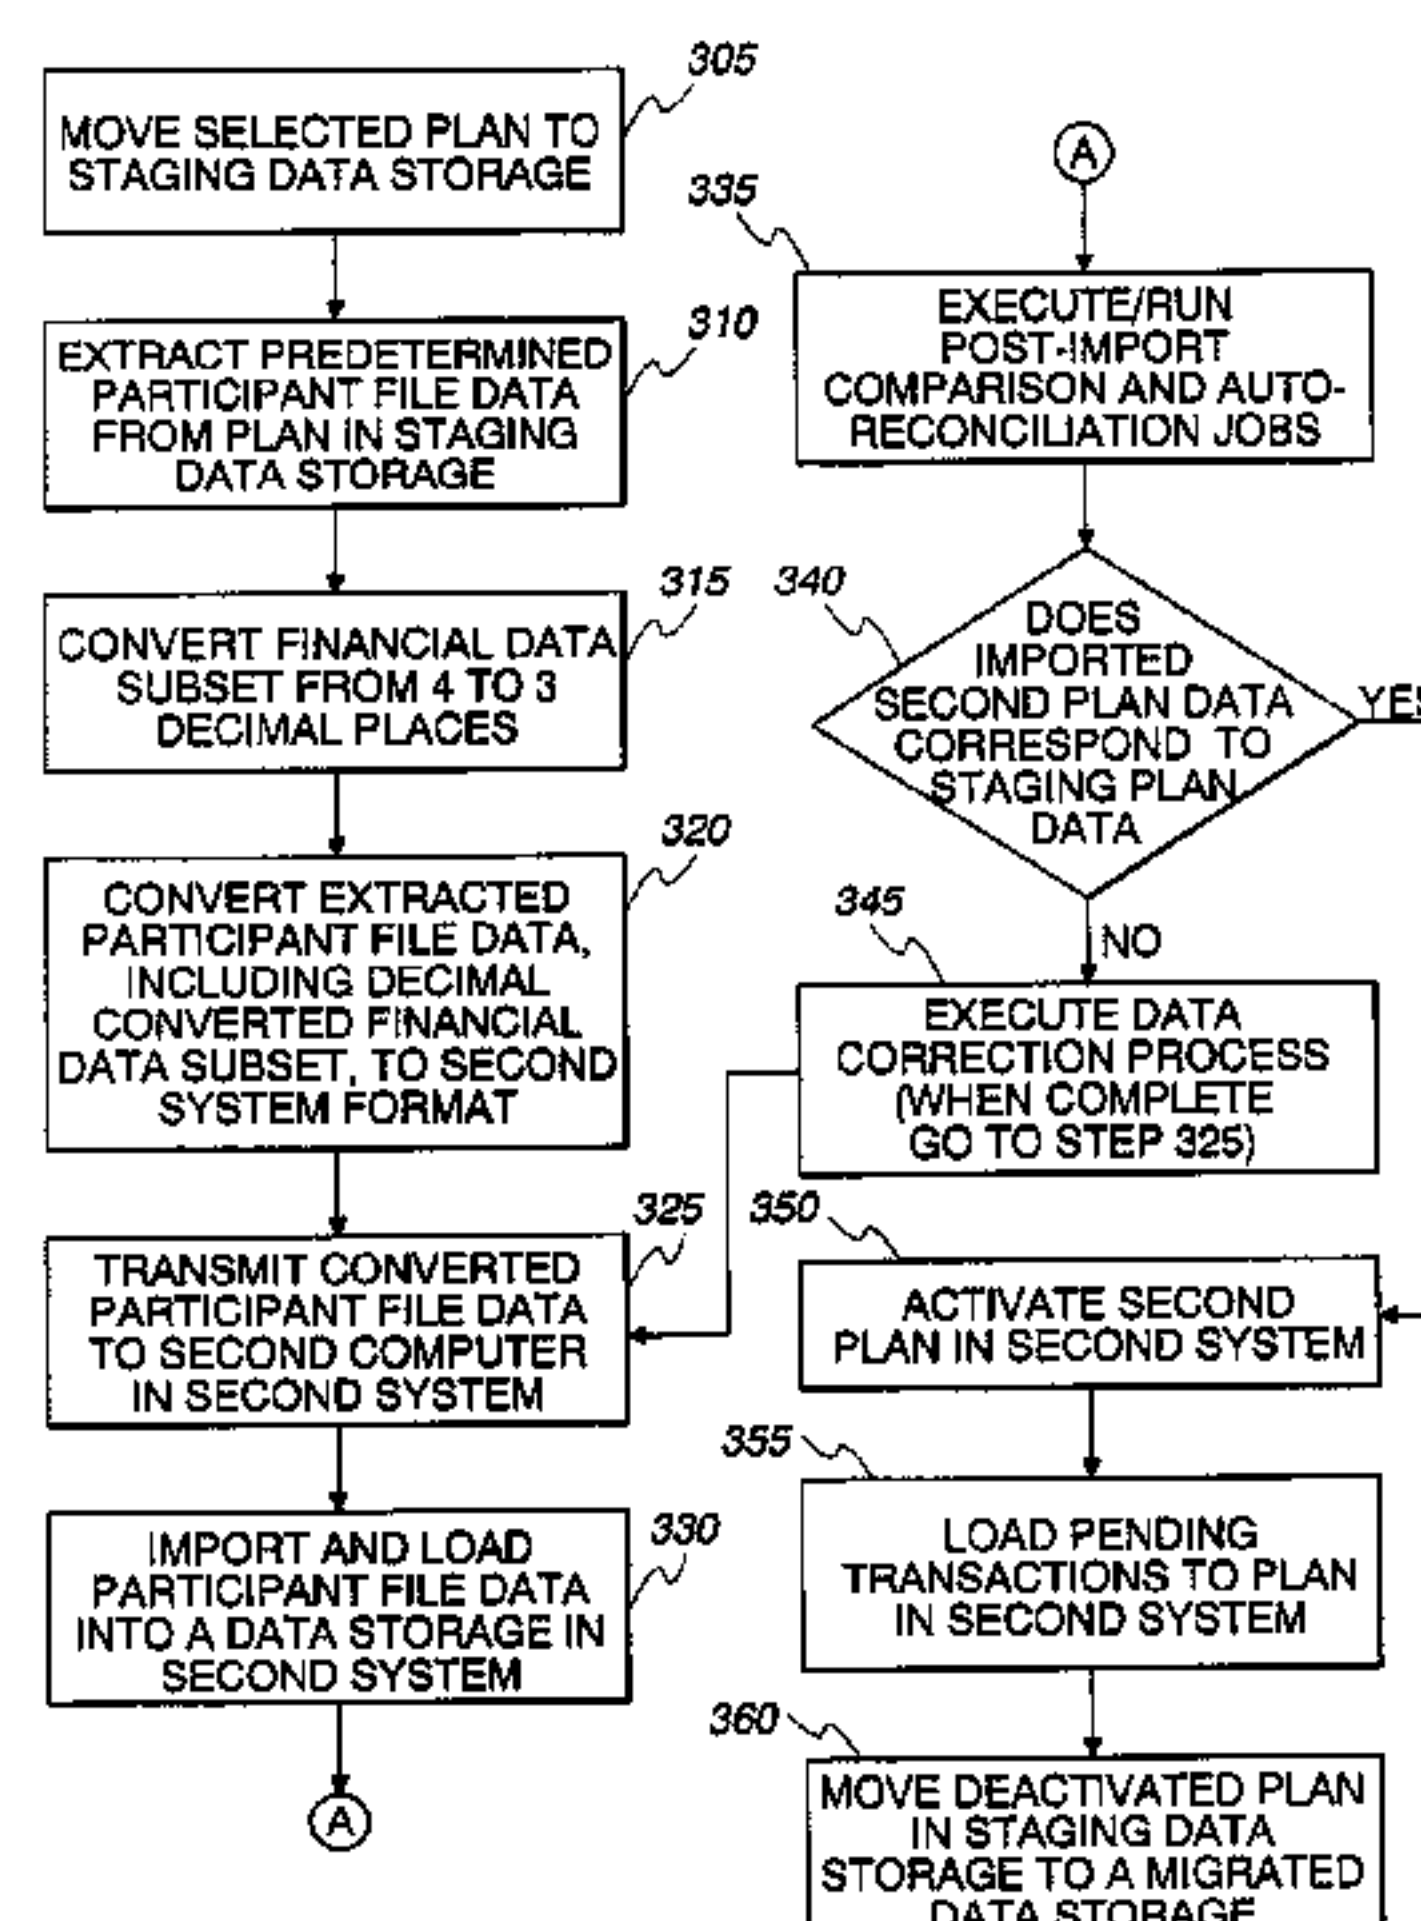 305
MOVE SELECTED PLAN TO
STAGING DATA STORAGE
310
EXTRACT PREDETERMINED
PARTICIPANT FILE DATA
FROM PLAN IN STAGING
DATA STORAGE
315
CONVERT FINANCIAL DATA
SUBSET FROM 4 TO 3
DECIMAL PLACES
320
CONVERT EXTRACTED
PARTICIPANT FILE DATA,
INCLUDING DECIMAL
CONVERTED FINANCIAL
DATA SUBSET, TO SECOND
SYSTEM FORMAT
325
TRANSMIT CONVERTED
PARTICIPANT FILE DATA
TO SECOND COMPUTER
IN SECOND SYSTEM
330
IMPORT AND LOAD
PARTICIPANT FILE DATA
INTO A DATA STORAGE IN
SECOND SYSTEM
A
A
335
EXECUTE/RUN
POST-IMPORT
COMPARISON AND AUTO-
RECONCILIATION JOBS
340
DOES
IMPORTED
SECOND PLAN DATA
CORRESPOND TO
STAGING PLAN
DATA
YES
NO
345
EXECUTE DATA
CORRECTION PROCESS
(WHEN COMPLETE
GO TO STEP 325)
350
ACTIVATE SECOND
PLAN IN SECOND SYSTEM
355
LOAD PENDING
TRANSACTIONS TO PLAN
IN SECOND SYSTEM
360
MOVE DEACTIVATED PLAN
IN STAGING DATA
STORAGE TO A MIGRATED
DATA STORAGE